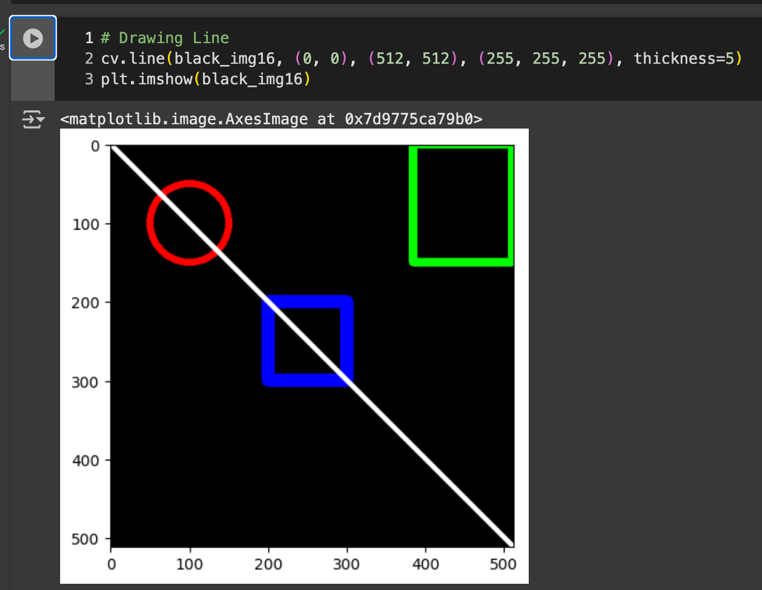 s
1 # Drawing Line
2 cv.line(black_img16, (0, 0), (512, 512), (255, 255, 255), thickness=5)
3 plt.imshow(black_img16)
<matplotlib.image.AxesImage at 0x7d9775ca79b0>
0
100
200
300
400
500
0 100 200 300 400 500